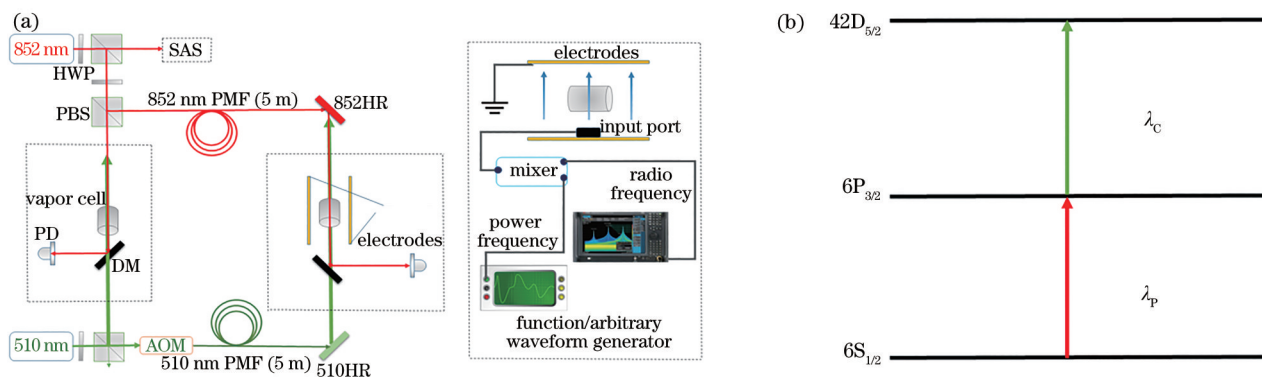 (a)
852 nm
SAS
HWP
PBS
852 nm PMF (5 m)
852HR
vapor cell
PD
DM
electrodes
510 nm
AOM
510 nm PMF (5 m)
510HR
electrodes
input port
mixer
radio
frequency
power
frequency
function/arbitrary
waveform generator
(b)
42D5/2
λC
6P3/2
λP
6S1/2